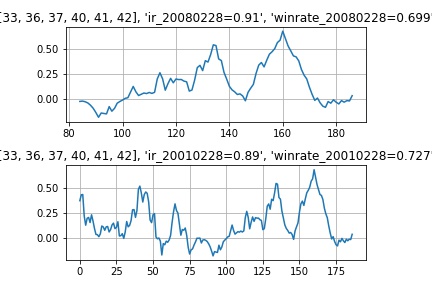 [33, 36, 37, 40, 41, 42], 'ir_20080228=0.91', 'winrate_20080228=0.699'
0.50
0.25
0.00
80 100 120 140 160 180
[33, 36, 37, 40, 41, 42], 'ir_20010228=0.89', 'winrate_20010228=0.727'
0.50
0.25
0.00
0 25 50 75 100 125 150 175